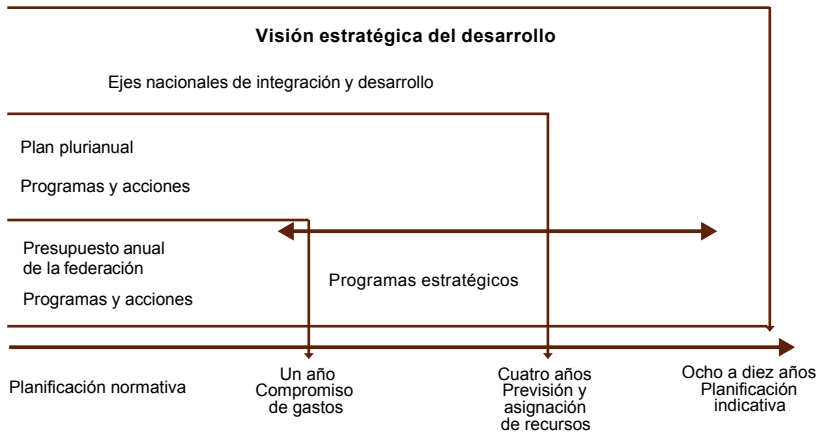 Visión estratégica del desarrollo
Ejes nacionales de integración y desarrollo
Plan plurianual
Programas y acciones
Presupuesto anual
de la federación
Programas y acciones
Programas estratégicos
Planificación normativa
Un año
Compromiso
de gastos
Cuatro años
Previsión y
asignación
de recursos
Ocho a diez años
Planificación
indicativa